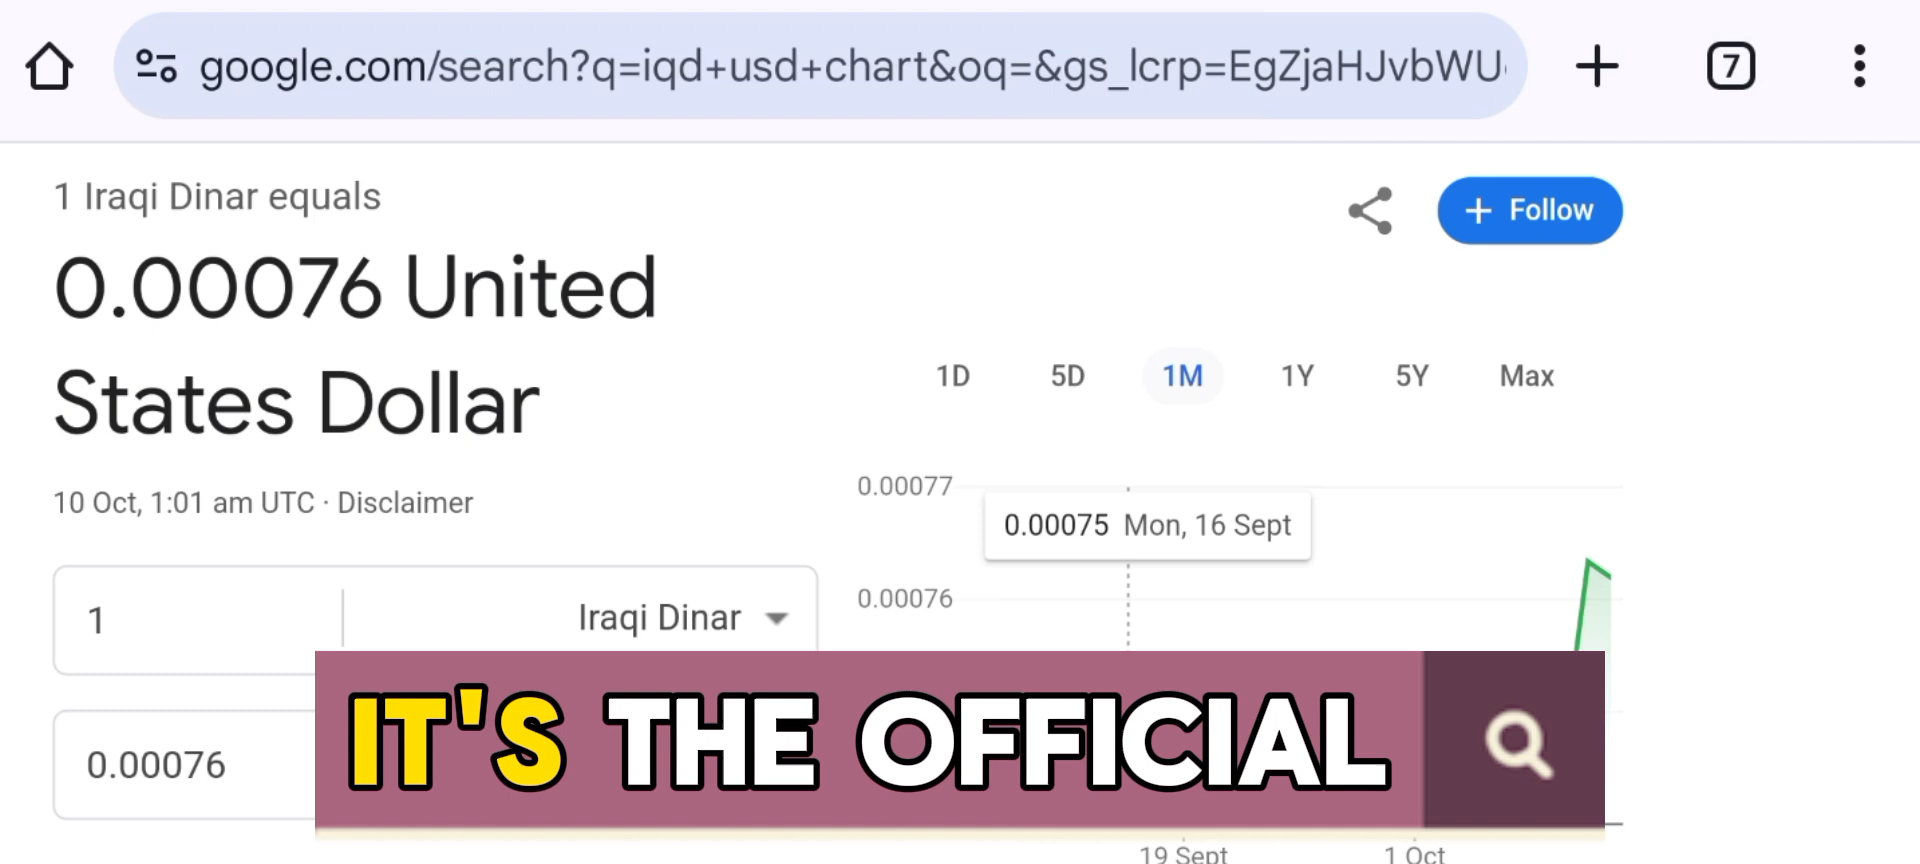 google.com/search?q=iqd+usd+chart&oq=&gs_lcrp=EgZjaHJvbWU
7
1 Iraqi Dinar equals
+ Follow
0.00076 United
States Dollar
1D 5D 1M 1Y 5Y Max
10 Oct, 1:01 am UTC · Disclaimer
0.00077
0.00075 Mon, 16 Sept
0.00076
1 Iraqi Dinar
0.00076
IT'S THE OFFICIAL
19 Sept 1 Oct